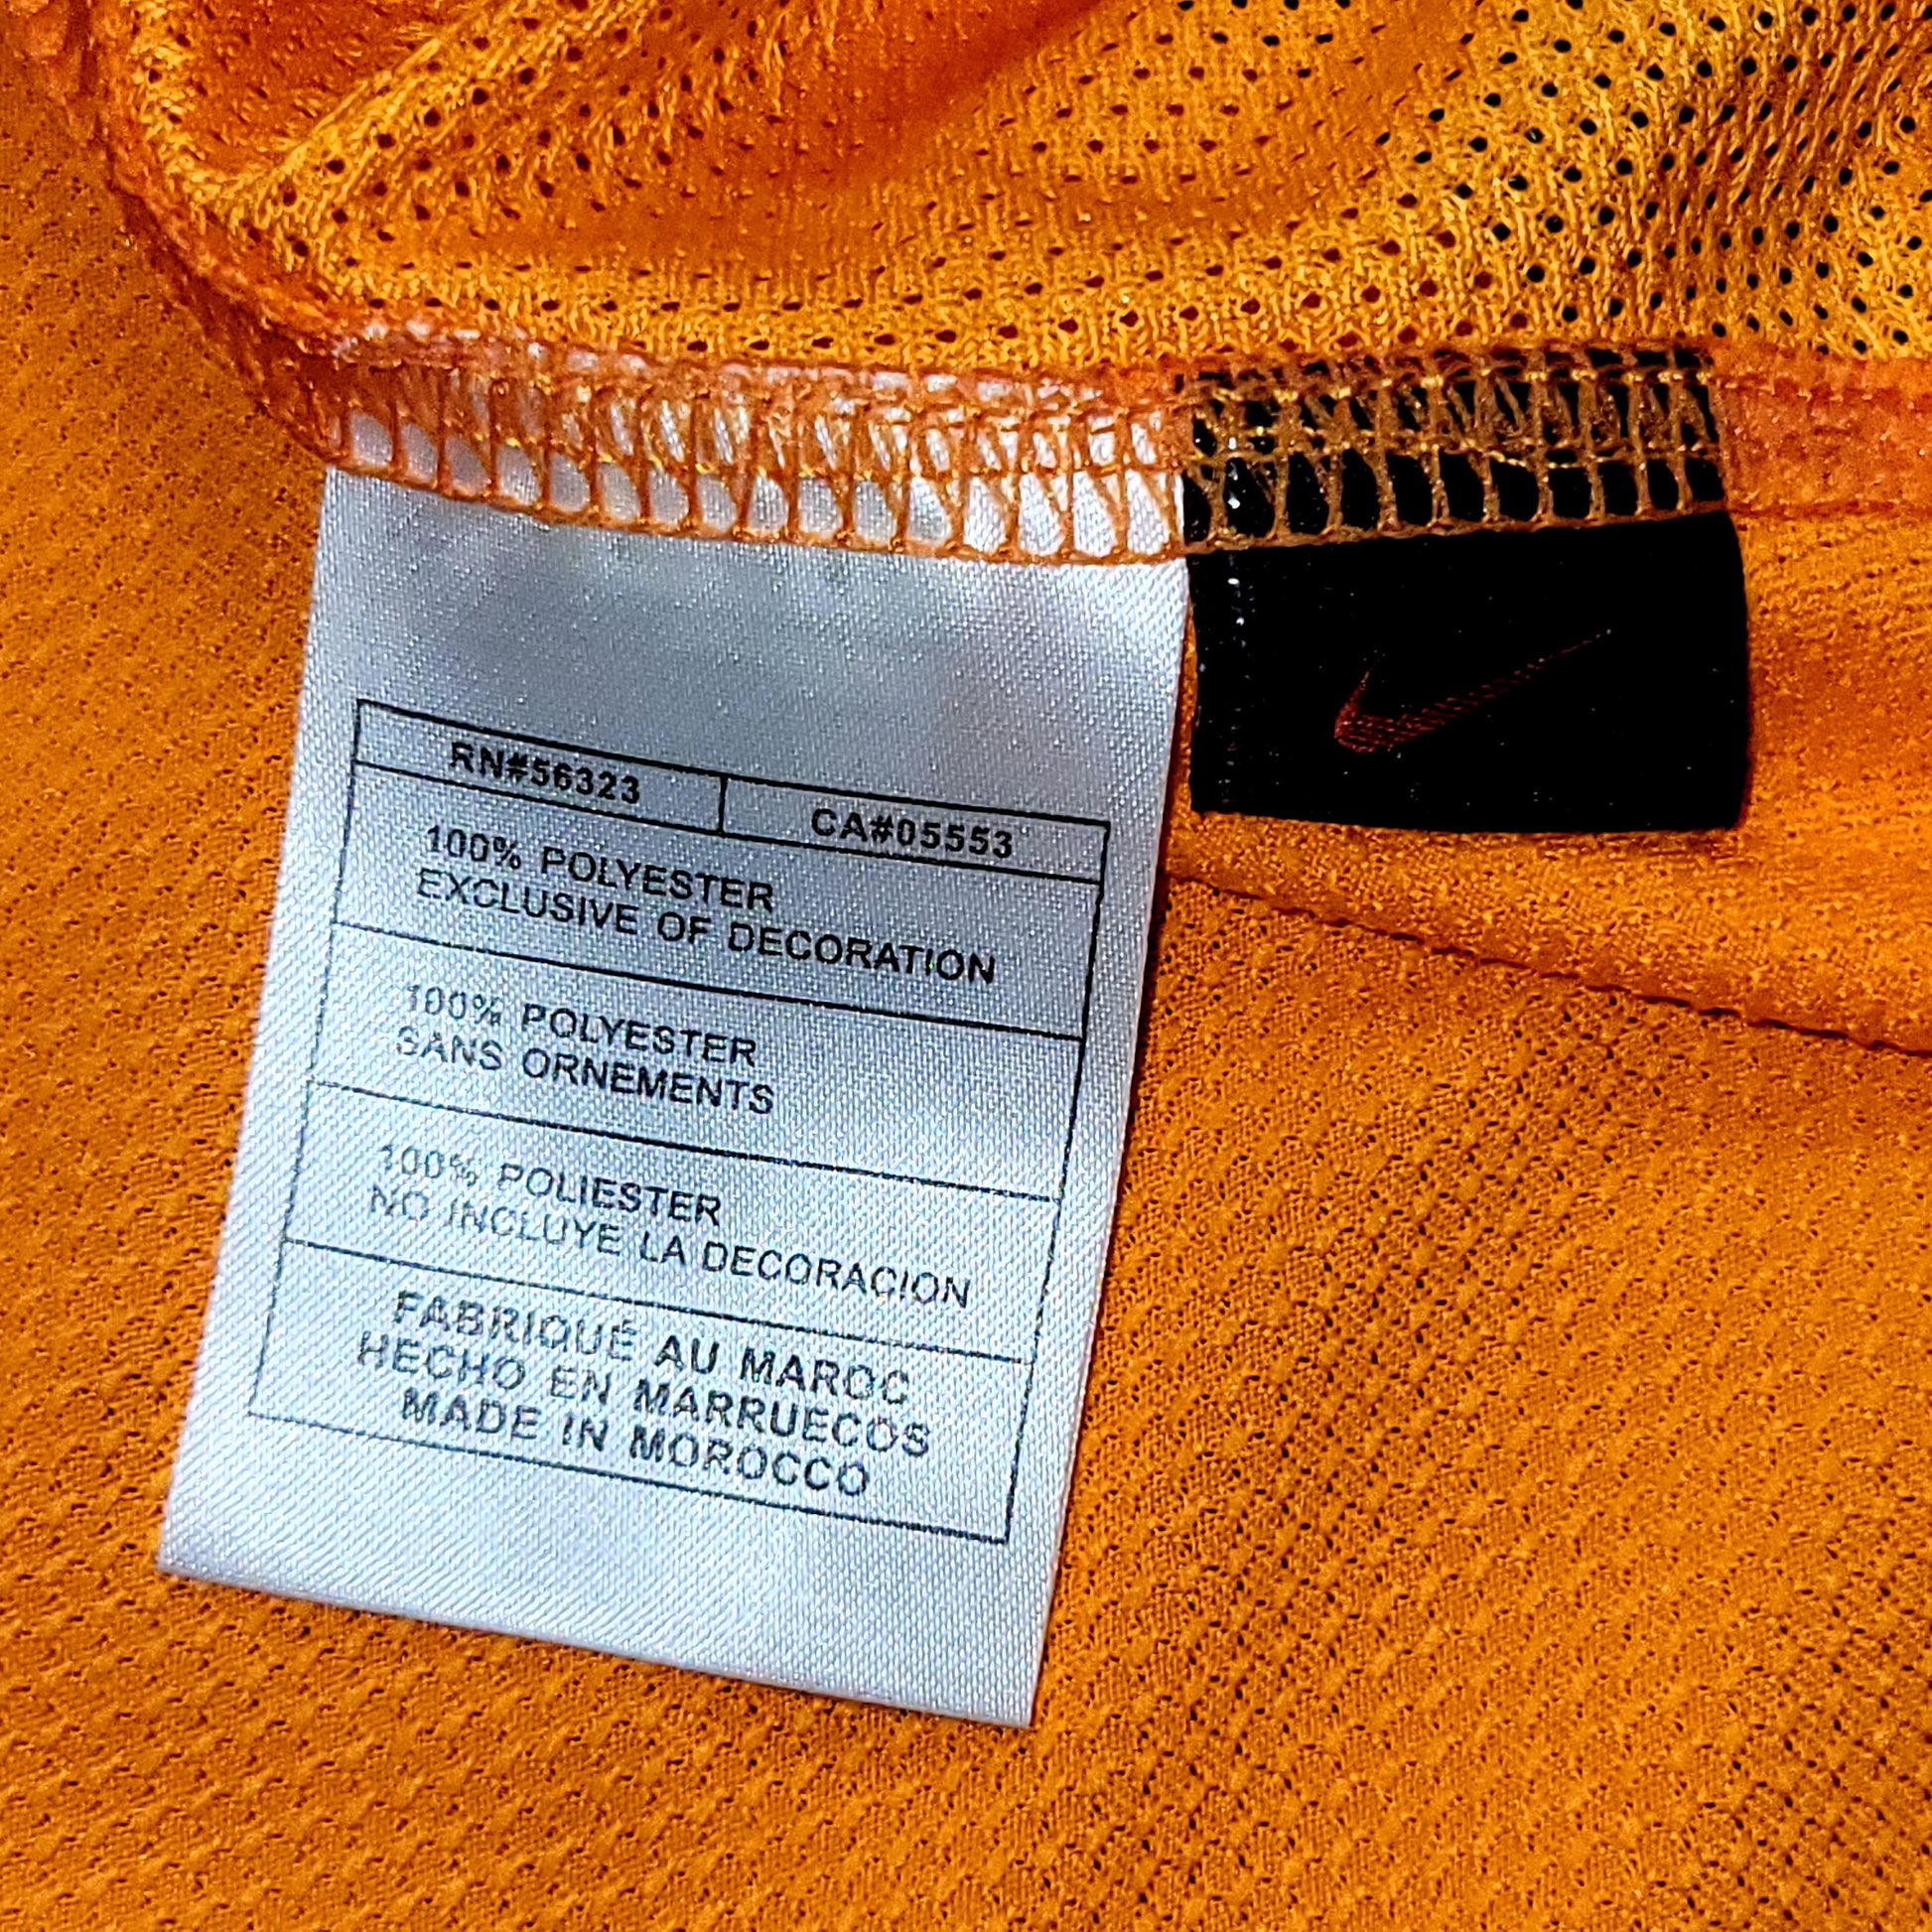 RN#56323 CA#05553
100% POLYESTER
EXCLUSIVE OF DECORATION
100% POLYESTER
SANS ORNEMENTS
100% POLIESTER
NO INCLUYE LA DECORACION
FABRIQUÉ AU MAROC
HECHO EN MARRUECOS
MADE IN MOROCCO